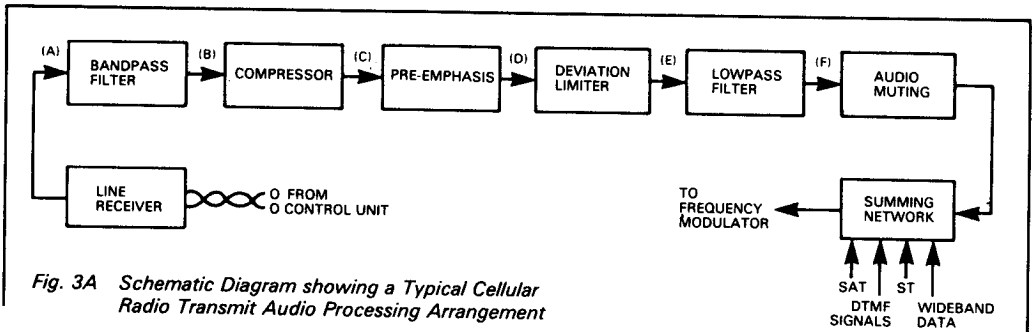 (A)
BANDPASS
FILTER
(B)
COMPRESSOR
(C)
PRE-EMPHASIS
(D)
DEVIATION
LIMITER
(E)
LOWPASS
FILTER
(F)
AUDIO
MUTING
LINE
RECEIVER
O FROM
O CONTROL UNIT
TO
FREQUENCY
MODULATOR
SUMMING
NETWORK
SAT
DTMF
SIGNALS
ST
WIDEBAND
DATA
Fig. 3A Schematic Diagram showing a Typical Cellular
Radio Transmit Audio Processing Arrangement